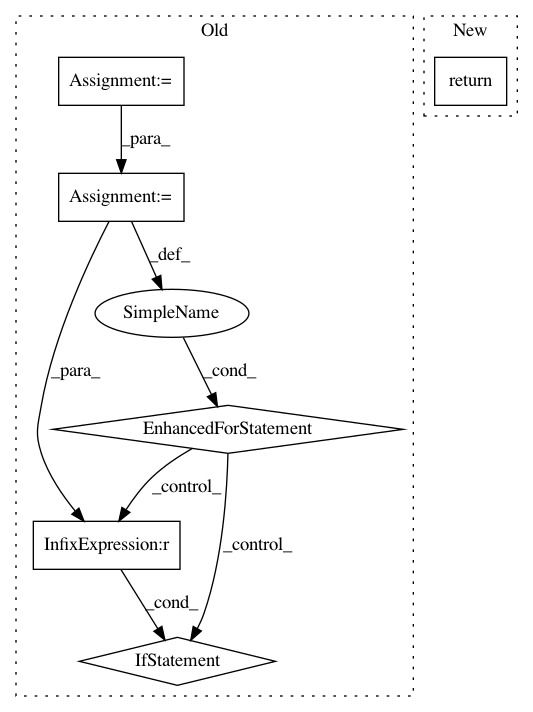 Old
New
Assignment:=
return
_para_
Assignment:=
_def_
SimpleName
_para_
_cond_
EnhancedForStatement
_control_
InfixExpression:r
_control_
_cond_
IfStatement